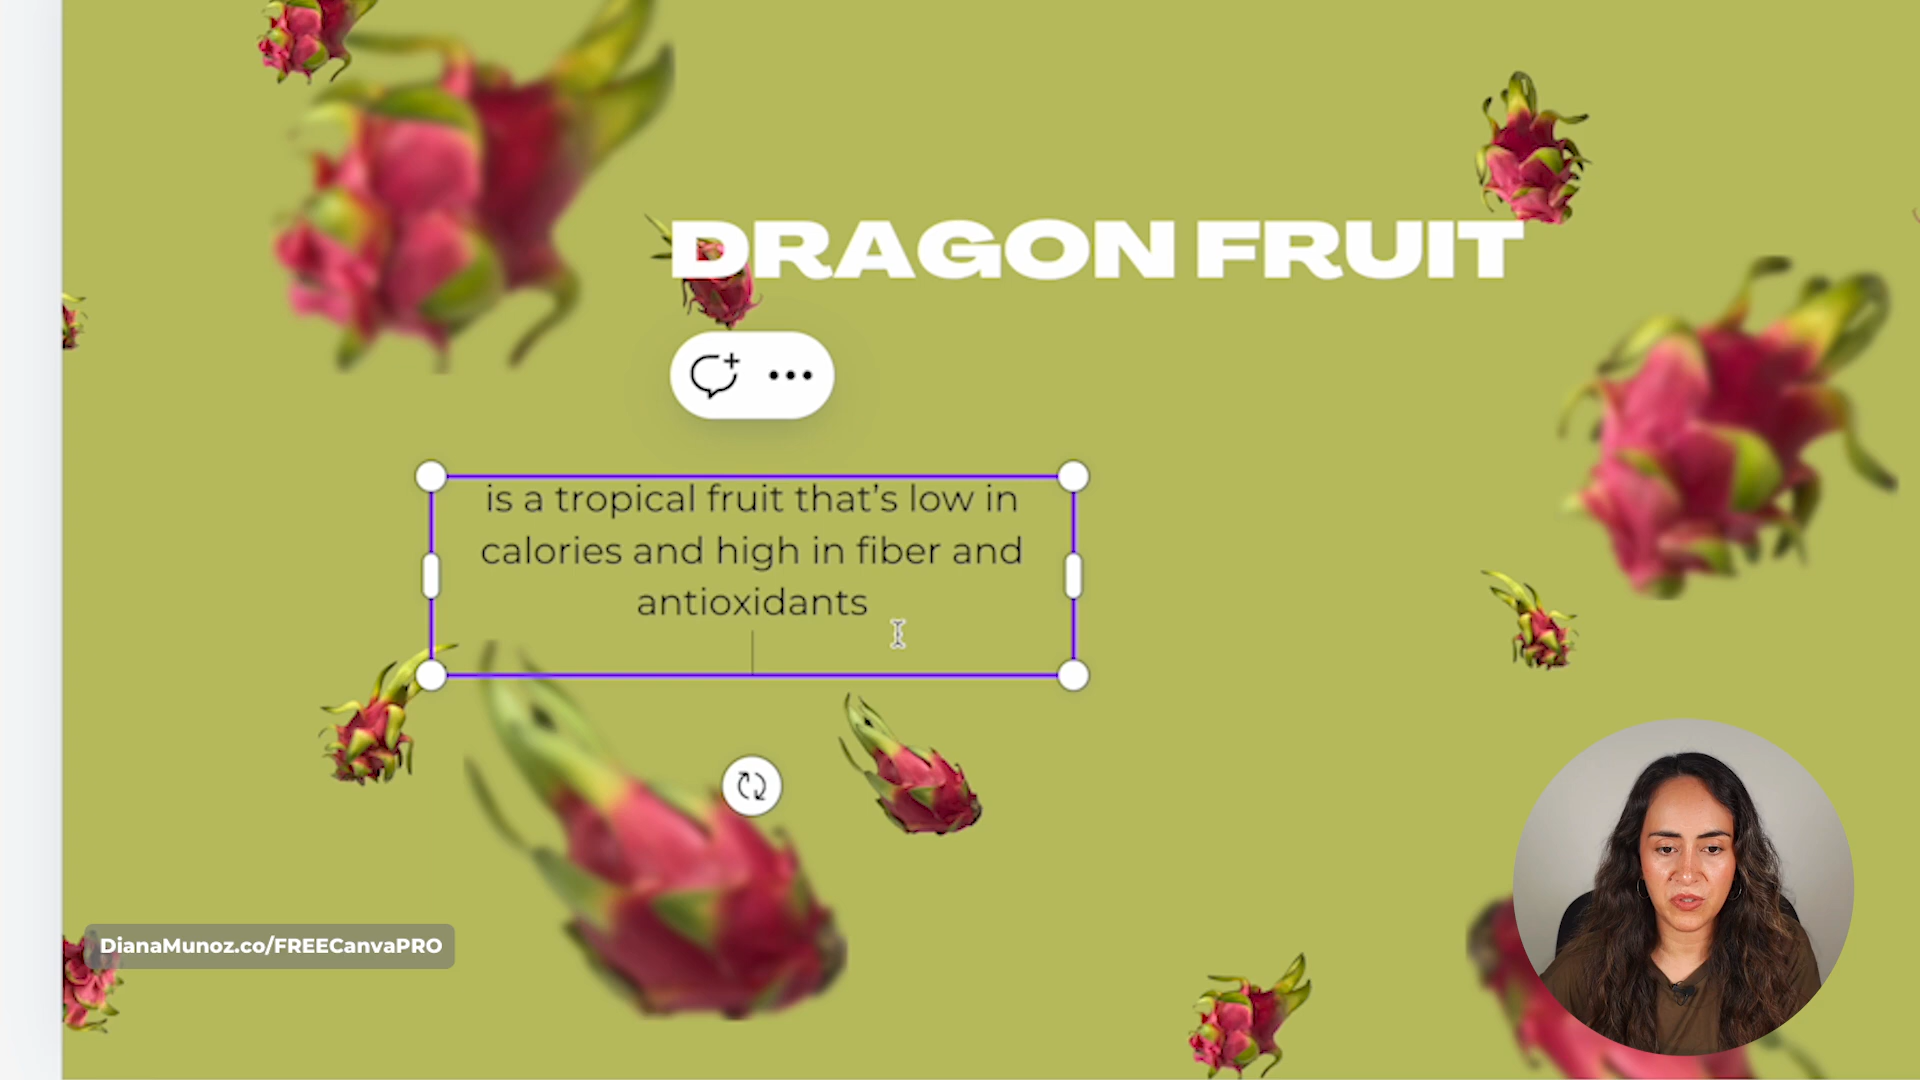 DRAGON FRUIT
is a tropical fruit that’s low in
calories and high in fiber and
antioxidants
DianaMunoz.co/FREECanvaPRO